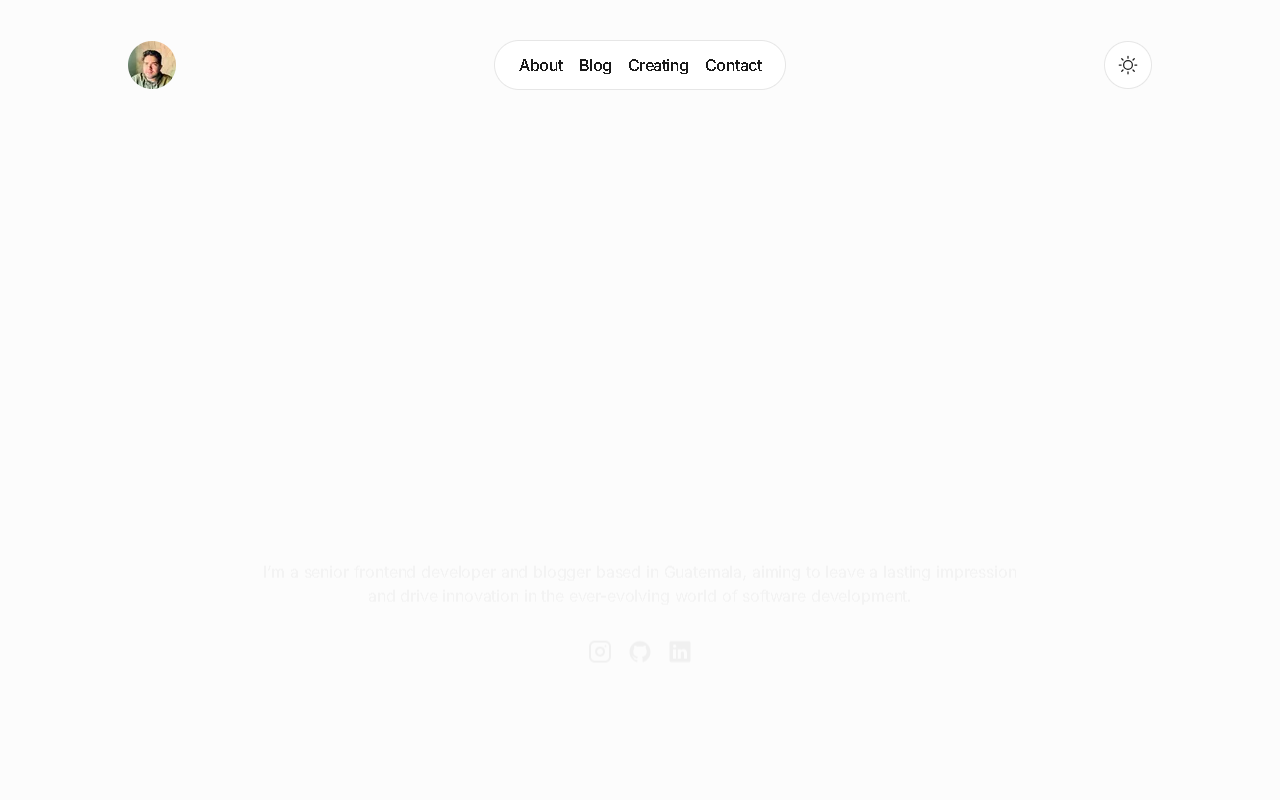 About Blog Creating Contact
I'm a senior frontend developer and blogger based in Guatemala, aiming to leave a lasting impression
and drive innovation in the ever-evolving world of software development.